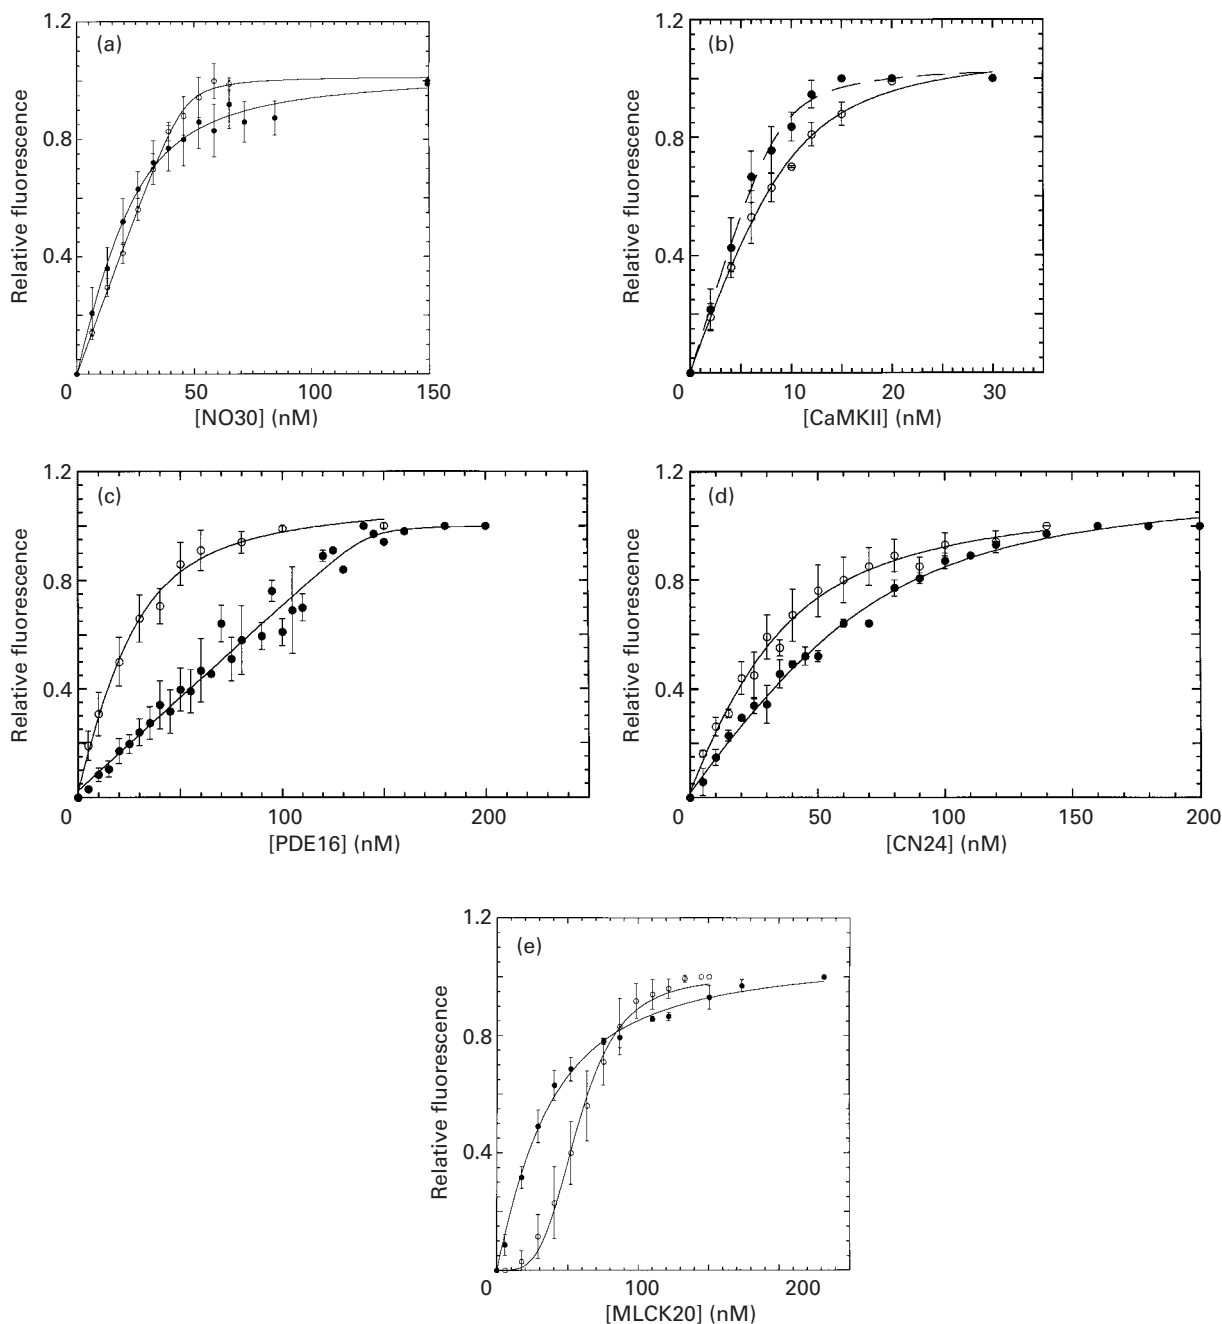 1.2
(a)
0.8
0.4
Relative fluorescence
0
50
100
150
[NO30] (nM)
1.2
(b)
0.8
0.4
Relative fluorescence
0
10
20
30
[CaMKII] (nM)
1.2
(c)
0.8
0.4
Relative fluorescence
0
100
200
[PDE16] (nM)
1.2
(d)
0.8
0.4
Relative fluorescence
0
50
100
150
200
[CN24] (nM)
1.2
(e)
0.8
0.4
Relative fluorescence
0
100
200
[MLCK20] (nM)